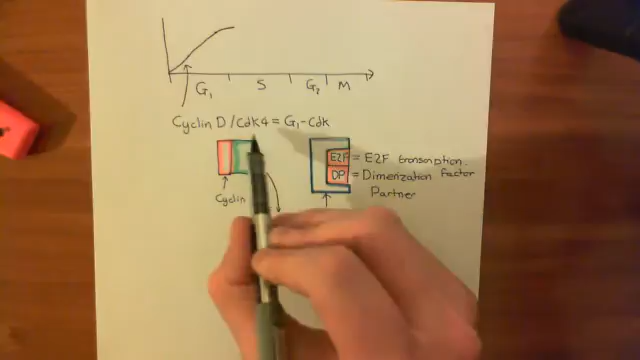 G₁ S G₂ M
Cyclin D/Cdk4 = G₁-Cdk
E2F = E2F transcription.
DP = Dimerization factor
Partner
Cyclin